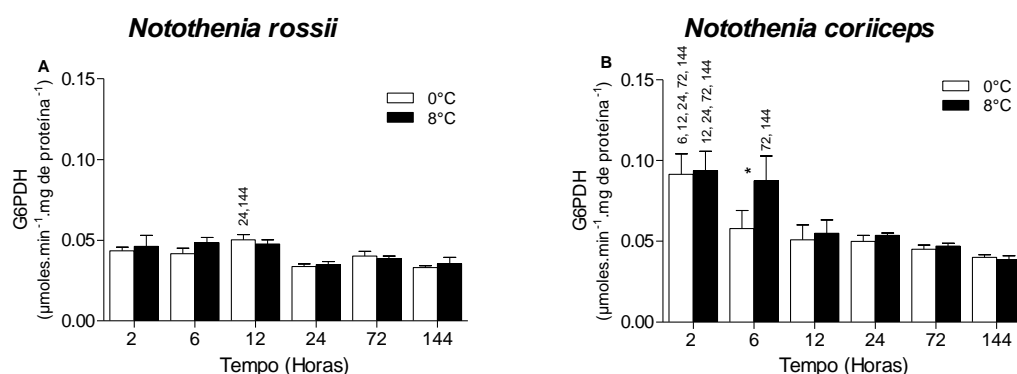 Notothenia rossii
A
0.15
0.10
0.05
0.00
G6PDH
(µmoles.min⁻¹.mg de proteína⁻¹)
0°C
8°C
24,144
2 6 12 24 72 144
Tempo (Horas)
Notothenia coriiceps
B
0.15
0.10
0.05
0.00
G6PDH
(µmoles.min⁻¹.mg de proteína⁻¹)
6,12, 24, 72, 144
12, 24, 72, 144
*
72, 144
0°C
8°C
2 6 12 24 72 144
Tempo (Horas)